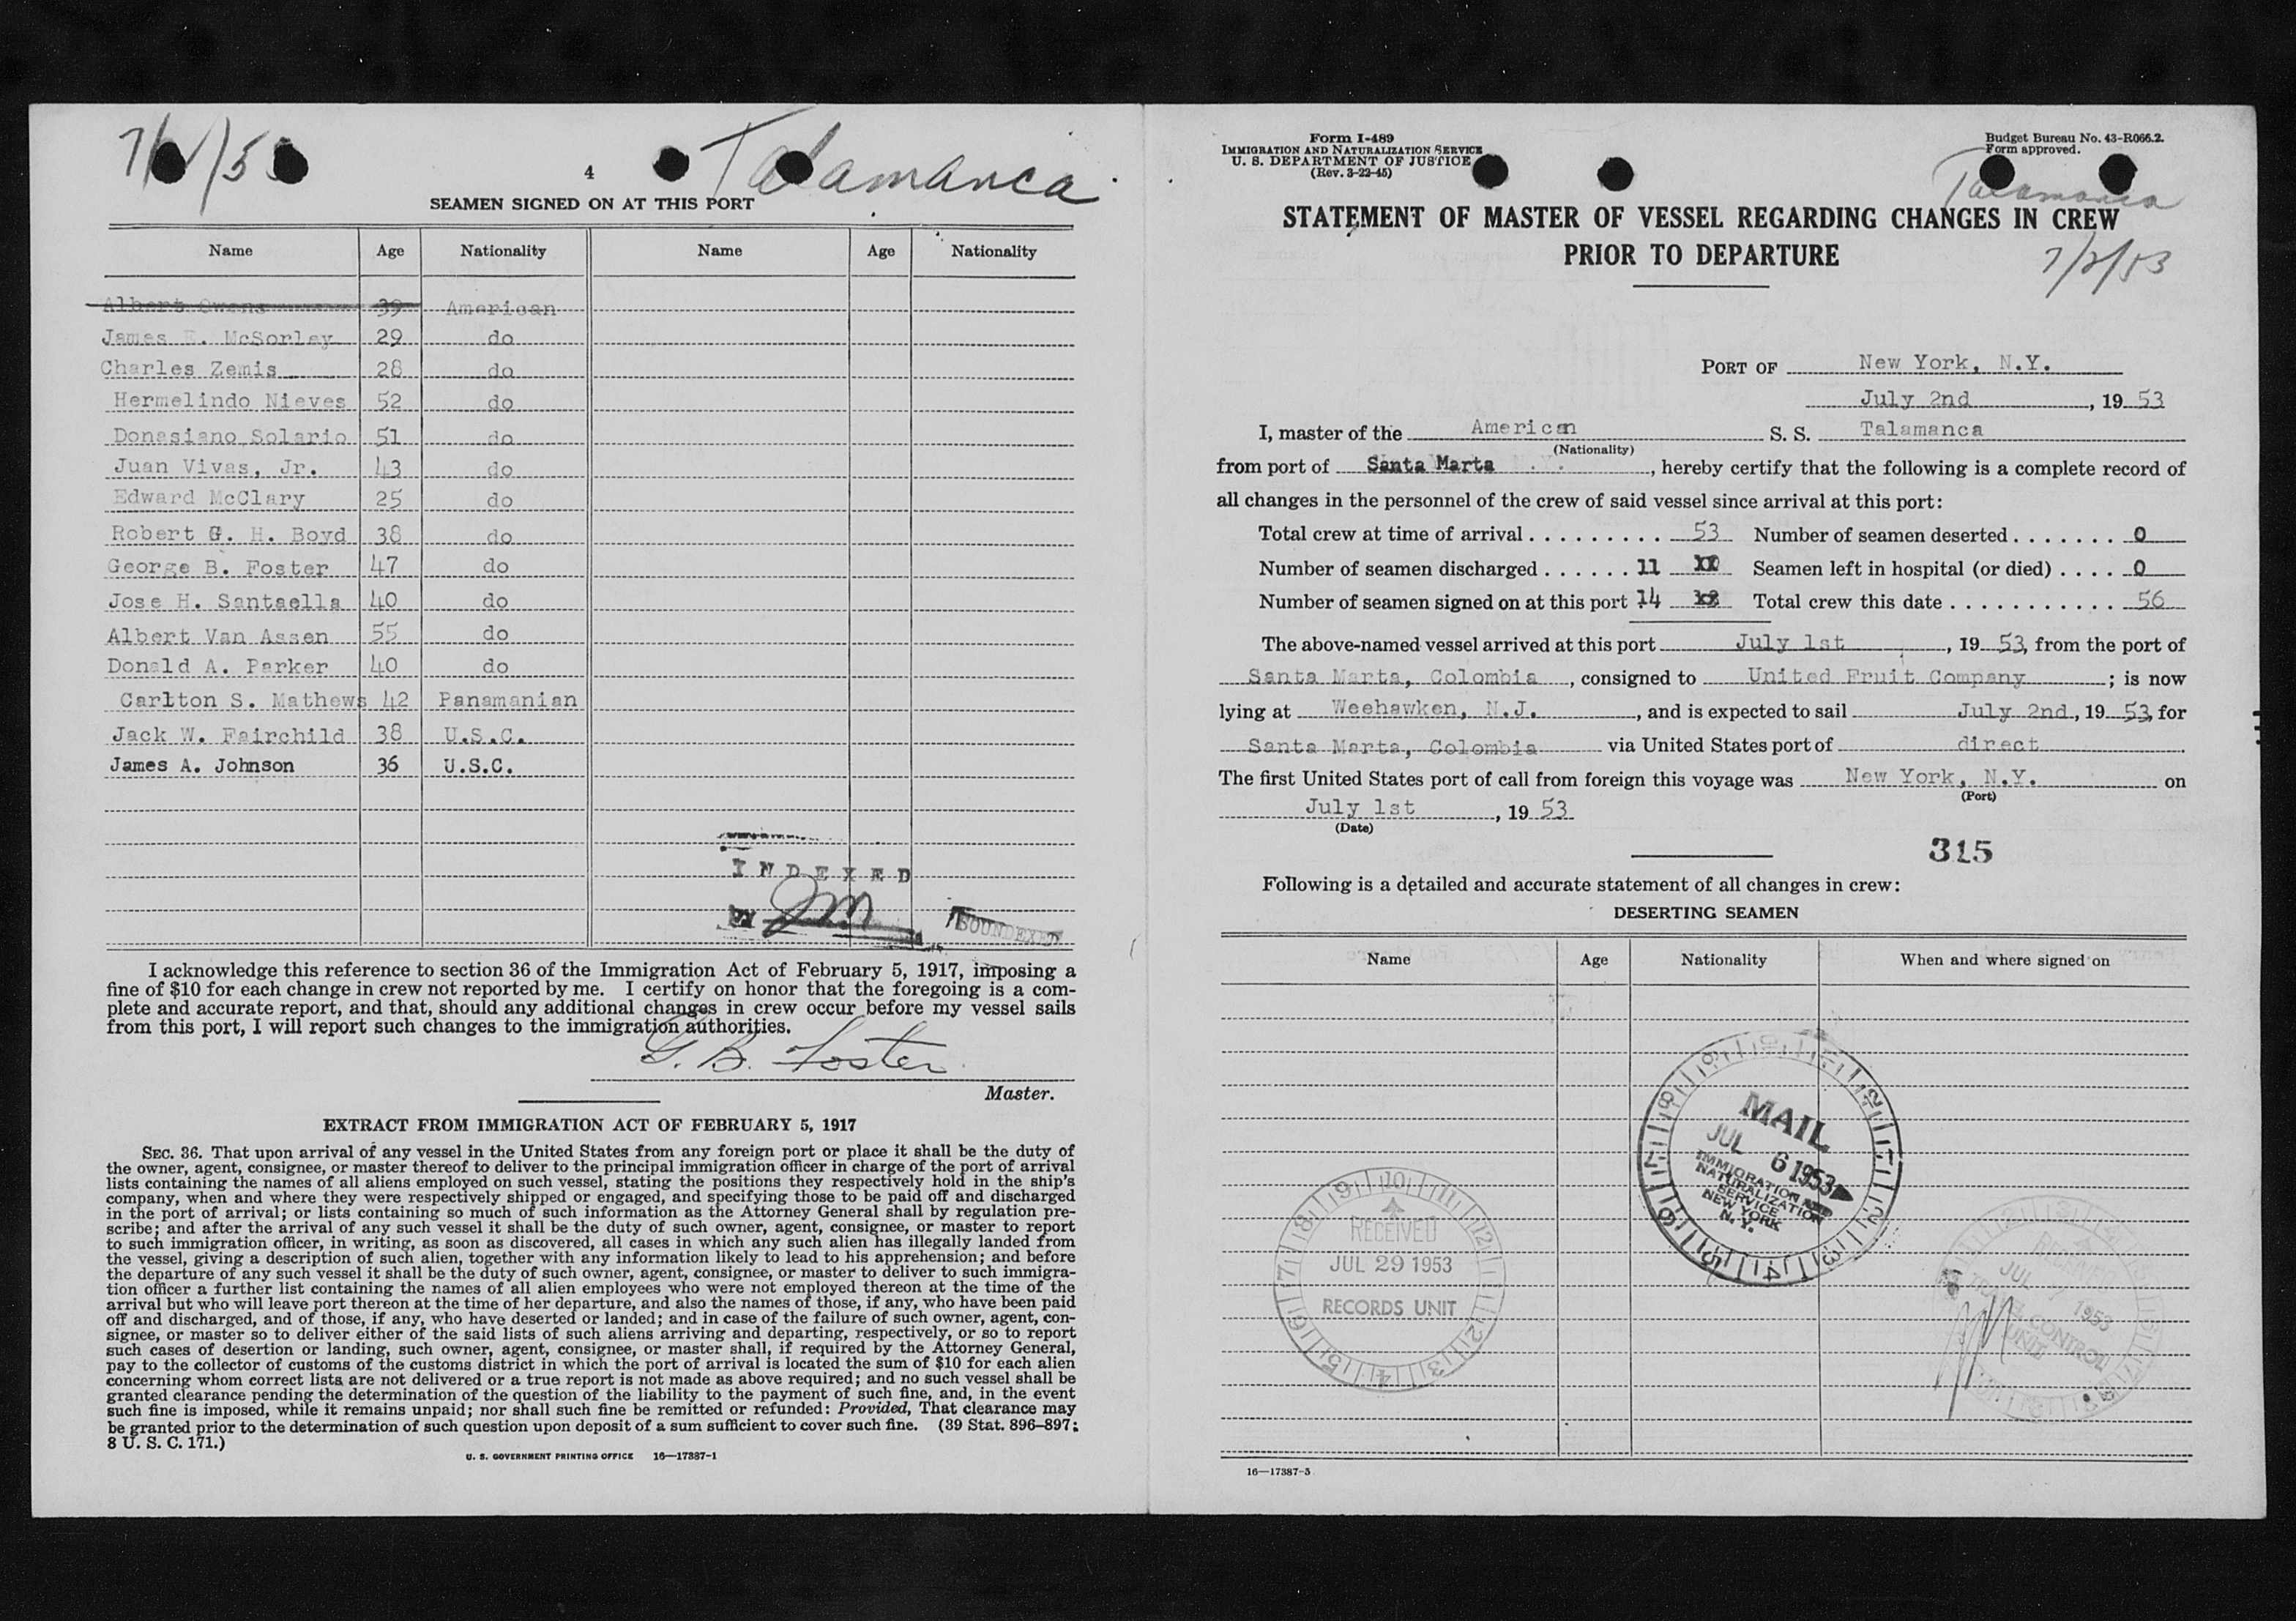 7/1/53
Talamanca
4
SEAMEN SIGNED ON AT THIS PORT
Name Age Nationality Name Age Nationality
Albert Owens 39 American
James E. McSorley 29 do
Charles Zemis 28 do
Hermelindo Nieves 52 do
Donasiano Solario 51 do
Juan Vivas, Jr. 43 do
Edward McClary 25 do
Robert G. H. Boyd 38 do
George B. Foster 47 do
Jose H. Santaella 40 do
Albert Van Assen 55 do
Donald A. Parker 40 do
Carlton S. Mathews 42 Panamanian
Jack W. Fairchild 38 U.S.C.
James A. Johnson 36 U.S.C.
INDEXED
BY
SOUNDEXED
I acknowledge this reference to section 36 of the Immigration Act of February 5, 1917, imposing a
fine of $10 for each change in crew not reported by me. I certify on honor that the foregoing is a com-
plete and accurate report, and that, should any additional changes in crew occur before my vessel sails
from this port, I will report such changes to the immigration authorities.
G. B. Foster
Master.
EXTRACT FROM IMMIGRATION ACT OF FEBRUARY 5, 1917
SEC. 36. That upon arrival of any vessel in the United States from any foreign port or place it shall be the duty of
the owner, agent, consignee, or master thereof to deliver to the principal immigration officer in charge of the port of arrival
lists containing the names of all aliens employed on such vessel, stating the positions they respectively hold in the ship's
company, when and where they were respectively shipped or engaged, and specifying those to be paid off and discharged
in the port of arrival; or lists containing so much of such information as the Attorney General shall by regulation pre-
scribe; and after the arrival of any such vessel it shall be the duty of such owner, agent, consignee, or master to report
to such immigration officer, in writing, as soon as discovered, all cases in which any such alien has illegally landed from
the vessel, giving a description of such alien, together with any information likely to lead to his apprehension; and before
the departure of any such vessel it shall be the duty of such owner, agent, consignee, or master to deliver to such immigra-
tion officer a further list containing the names of all alien employees who were not employed thereon at the time of the
arrival but who will leave port thereon at the time of her departure, and also the names of those, if any, who have been paid
off and discharged, and of those, if any, who have deserted or landed; and in case of the failure of such owner, agent, con-
signee, or master so to deliver either of the said lists of such aliens arriving and departing, respectively, or so to report
such cases of desertion or landing, such owner, agent, consignee, or master shall, if required by the Attorney General,
pay to the collector of customs of the customs district in which the port of arrival is located the sum of $10 for each alien
concerning whom correct lists are not delivered or a true report is not made as above required; and no such vessel shall be
granted clearance pending the determination of the question of the liability to the payment of such fine, and, in the event
such fine is imposed, while it remains unpaid; nor shall such fine be remitted or refunded: Provided, That clearance may
be granted prior to the determination of such question upon deposit of a sum sufficient to cover such fine. (39 Stat. 896–897;
8 U. S. C. 171.)
U. S. GOVERNMENT PRINTING OFFICE 16—17387-1
Form I-489
IMMIGRATION AND NATURALIZATION SERVICE
U. S. DEPARTMENT OF JUSTICE
(Rev. 3-22-45)
Budget Bureau No. 43-R066.2.
Form approved.
Talamanca
STATEMENT OF MASTER OF VESSEL REGARDING CHANGES IN CREW
PRIOR TO DEPARTURE
7/2/53
PORT OF New York, N.Y.
July 2nd, 1953
I, master of the American S. S. Talamanca
(Nationality)
from port of Santa Marta, hereby certify that the following is a complete record of
all changes in the personnel of the crew of said vessel since arrival at this port:
Total crew at time of arrival 53 Number of seamen deserted 0
Number of seamen discharged 11 Seamen left in hospital (or died) 0
Number of seamen signed on at this port 14 Total crew this date 56
The above-named vessel arrived at this port July 1st, 1953, from the port of
Santa Marta, Colombia, consigned to United Fruit Company; is now
lying at Weehawken, N.J., and is expected to sail July 2nd, 1953, for
Santa Marta, Colombia via United States port of direct
The first United States port of call from foreign this voyage was New York, N.Y. on
(Port)
July 1st, 1953
(Date)
315
Following is a detailed and accurate statement of all changes in crew:
DESERTING SEAMEN
Name Age Nationality When and where signed on
MAIL
JUL 6 1953
IMMIGRATION AND
NATURALIZATION
SERVICE
NEW YORK
N. Y.
RECEIVED
JUL 29 1953
RECORDS UNIT
JUL 1953
CONTROL
UNIT
16—17387-3